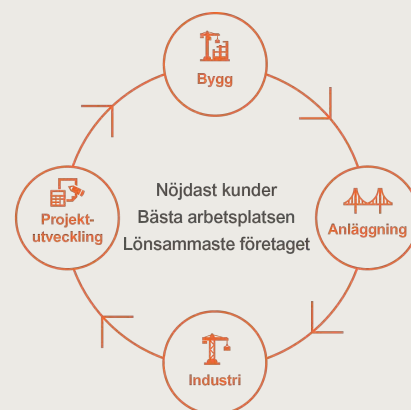 Bygg
Nöjdast kunder
Bästa arbetsplatsen
Lönsammaste företaget
Anläggning
Projekt-
utveckling
Industri